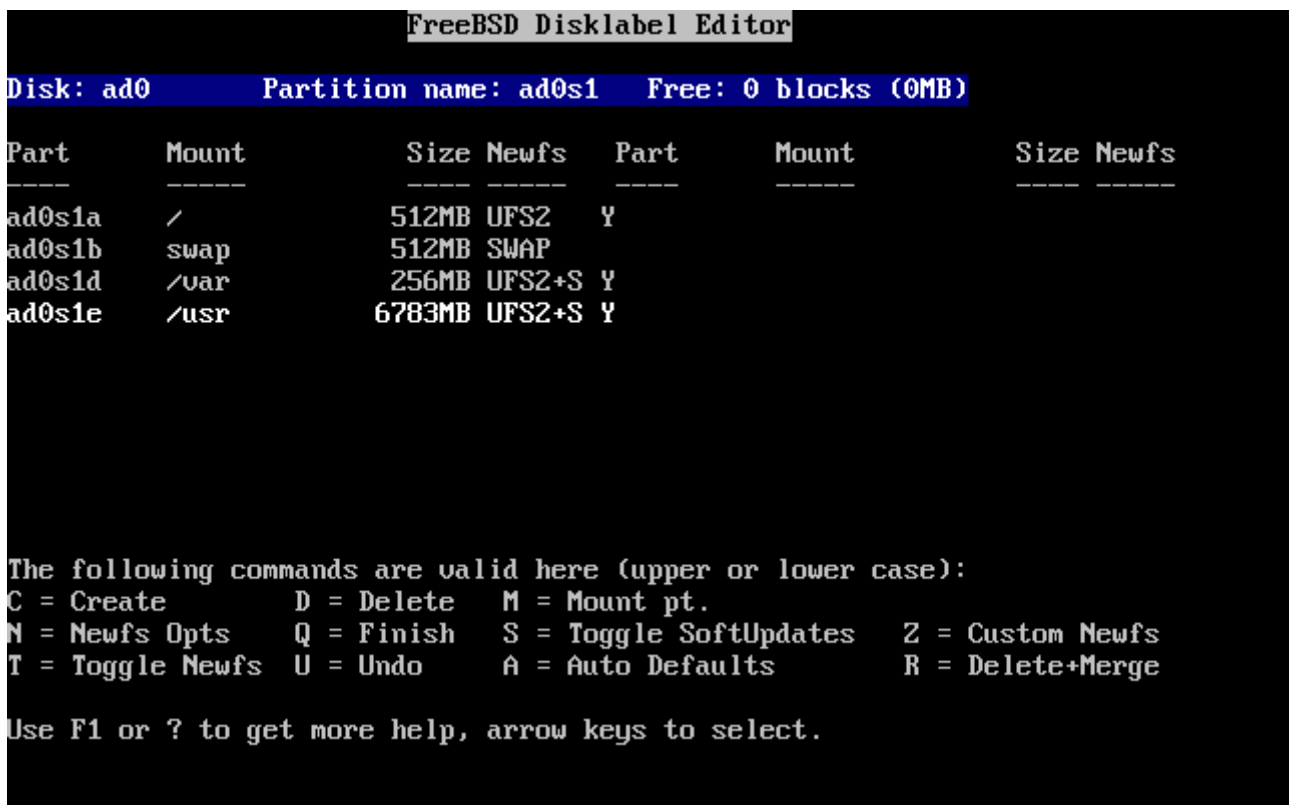 FreeBSD Disklabel Editor
Disk: ad0 Partition name: ad0s1 Free: 0 blocks (0MB)
Part Mount Size Newfs Part Mount Size Newfs
---- ----- ---- ----- ---- ----- ---- -----
ad0s1a / 512MB UFS2 Y
ad0s1b swap 512MB SWAP
ad0s1d /var 256MB UFS2+S Y
ad0s1e /usr 6783MB UFS2+S Y
The following commands are valid here (upper or lower case):
C = Create D = Delete M = Mount pt.
N = Newfs Opts Q = Finish S = Toggle SoftUpdates Z = Custom Newfs
T = Toggle Newfs U = Undo A = Auto Defaults R = Delete+Merge
Use F1 or ? to get more help, arrow keys to select.